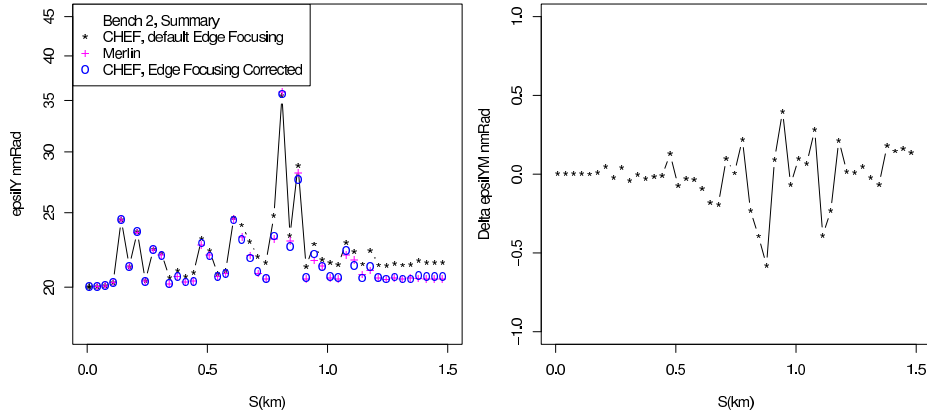 Bench 2, Summary
* CHEF, default Edge Focusing
+ Merlin
o CHEF, Edge Focusing Corrected
45
40
35
30
25
20
epsilY nmRad
0.0 0.5 1.0 1.5
S(km)
1.0
0.5
0.0
−0.5
−1.0
Delta epsilYM nmRad
0.0 0.5 1.0 1.5
S(km)